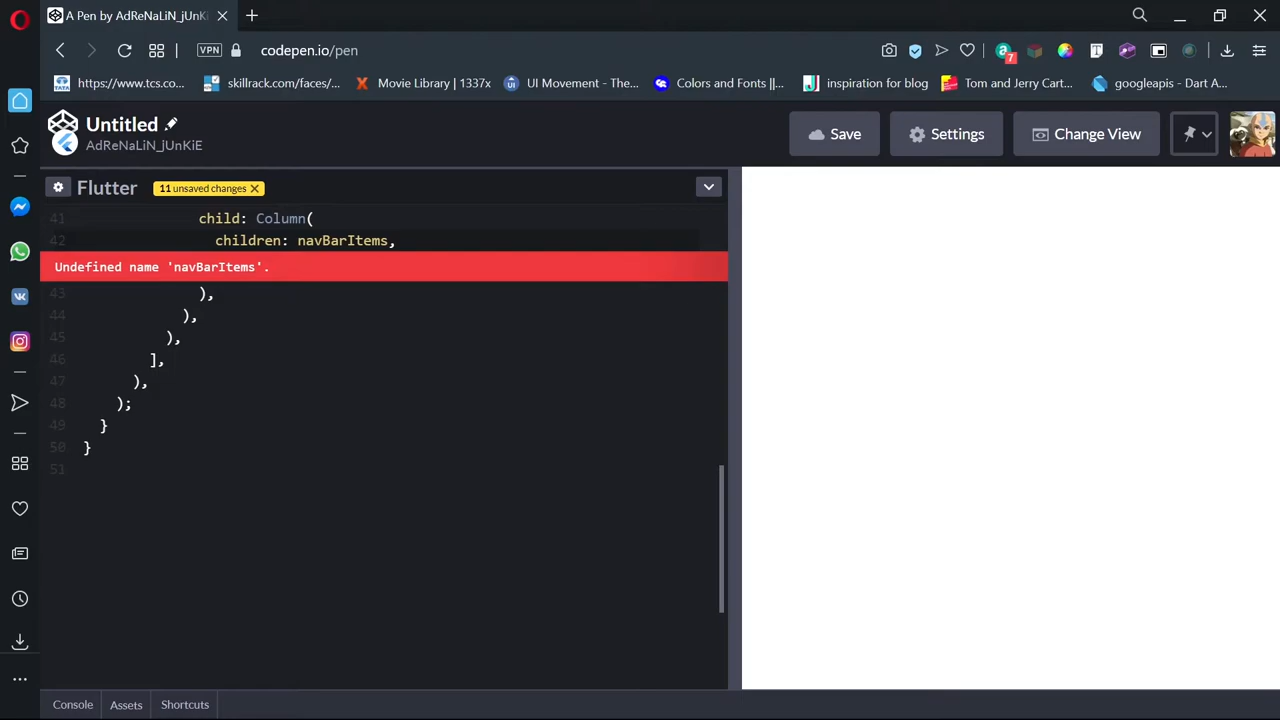 A Pen by AdReNaLiN_jUnKi
VPN
codepen.io/pen
7
https://www.tcs.co...
skillrack.com/faces/...
Movie Library | 1337x
UI Movement - The...
Colors and Fonts ||...
inspiration for blog
Tom and Jerry Cart...
googleapis - Dart A...
Untitled
AdReNaLiN_jUnKiE
Save
Settings
Change View
Flutter
11 unsaved changes
41 child: Column(
42 children: navBarItems,
Undefined name 'navBarItems'.
43 ),
44 ),
45 ),
46 ],
47 ),
48 );
49 }
50 }
51
Console
Assets
Shortcuts